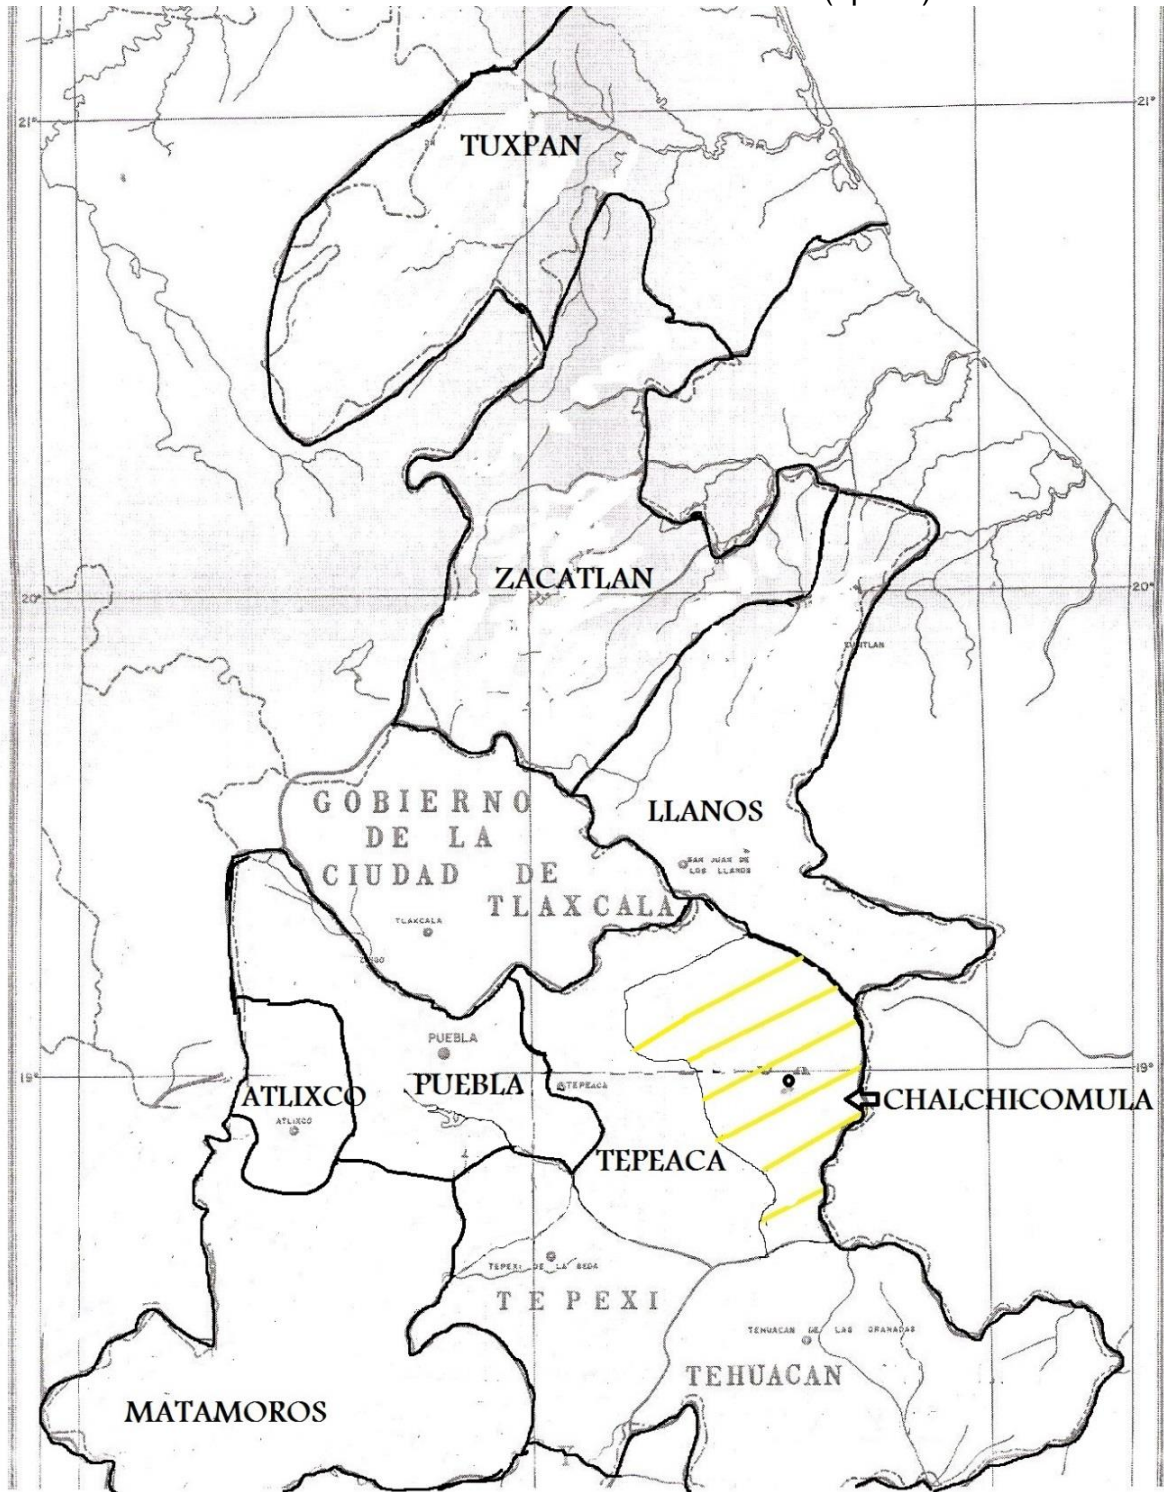 21°
21°
TUXPAN
ZACATLAN
20°
20°
GOBIERNO
DE LA
CIUDAD DE
TLAXCALA
LLANOS
SAN JUAN DE
LOS LLANOS
TLAXCALA
PUEBLA
19°
19°
ATLIXCO
PUEBLA
TEPEACA
CHALCHICOMULA
ATLIXCO
TEPEACA
TEPEXI DE LA SEDA
TEPEXI
TEHUACAN DE LAS GRANADAS
TEHUACAN
MATAMOROS